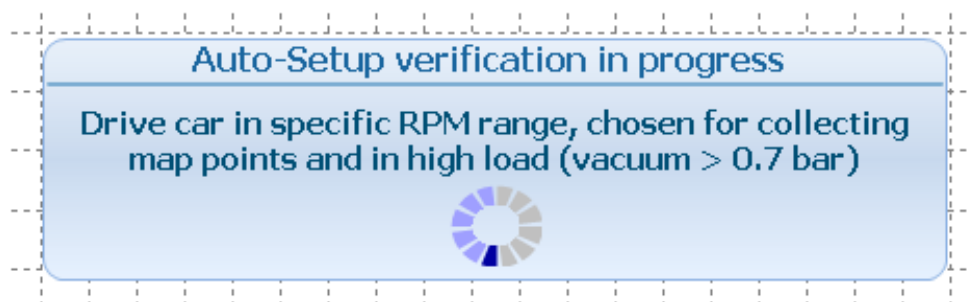 Auto-Setup verification in progress
Drive car in specific RPM range, chosen for collecting
map points and in high load (vacuum > 0.7 bar)